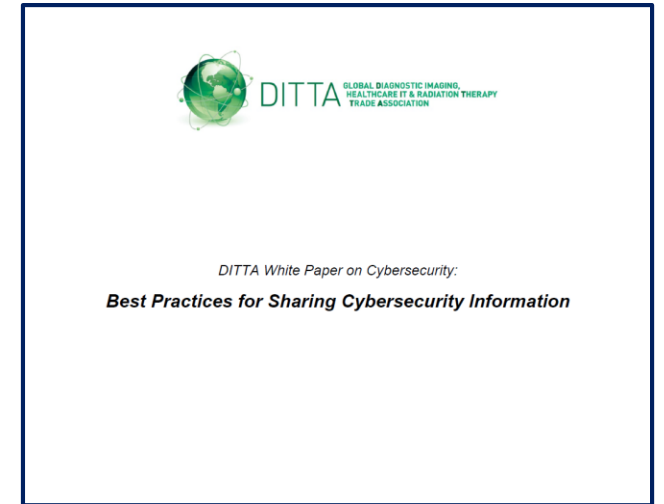 DITTA GLOBAL DIAGNOSTIC IMAGING,
HEALTHCARE IT & RADIATION THERAPY
TRADE ASSOCIATION
DITTA White Paper on Cybersecurity:
Best Practices for Sharing Cybersecurity Information